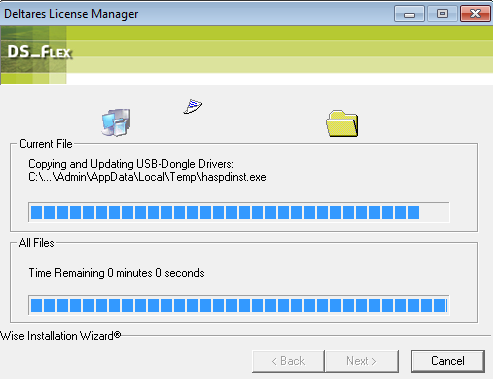 Deltares License Manager
DS_FLEX
Current File
Copying and Updating USB-Dongle Drivers:
C:\...\Admin\AppData\Local\Temp\haspdinst.exe
All Files
Time Remaining 0 minutes 0 seconds
Wise Installation Wizard®
< Back
Next >
Cancel